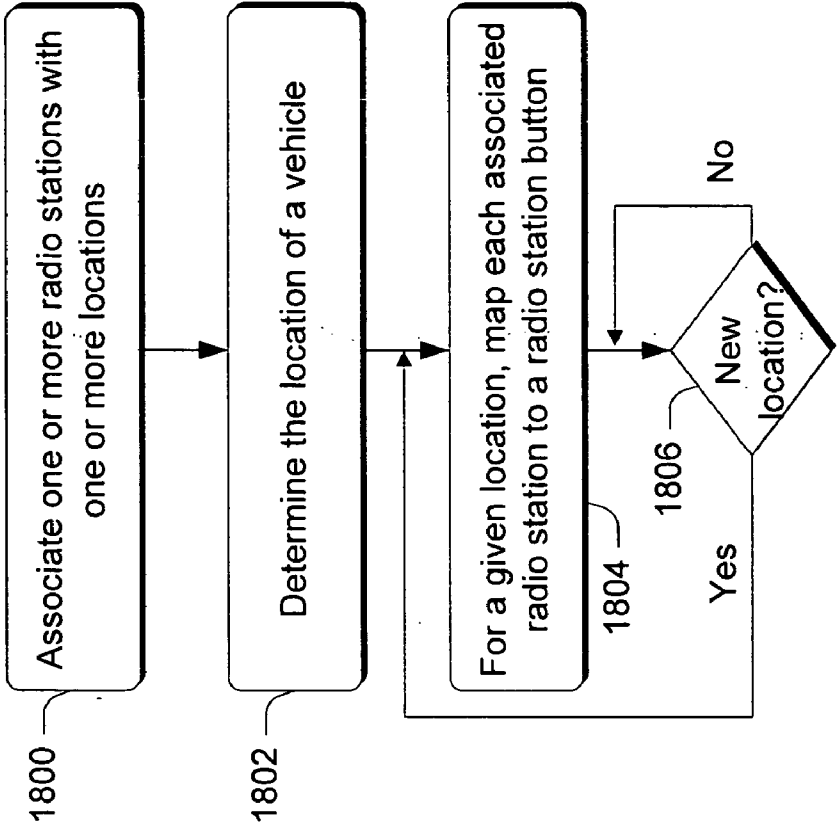 1800
Associate one or more radio stations with
one or more locations
1802
Determine the location of a vehicle
For a given location, map each associated
radio station to a radio station button
1804
1806
New
location?
Yes
No